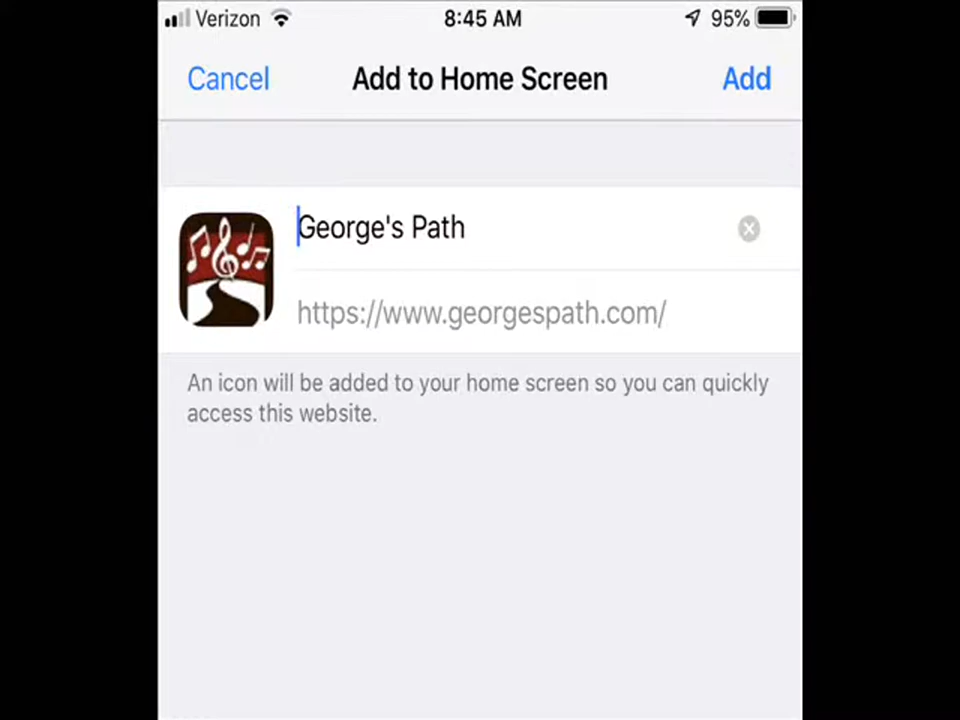 Verizon 8:45 AM 95%
Cancel Add to Home Screen Add
George's Path
https://www.georgespath.com/
An icon will be added to your home screen so you can quickly
access this website.